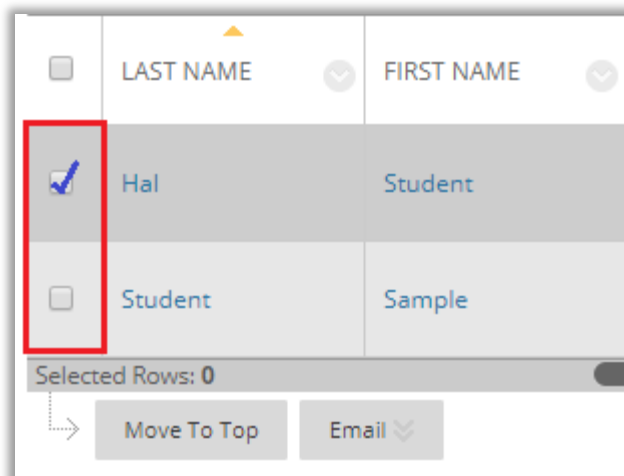 LAST NAME FIRST NAME
Hal Student
Student Sample
Selected Rows: 0
Move To Top Email